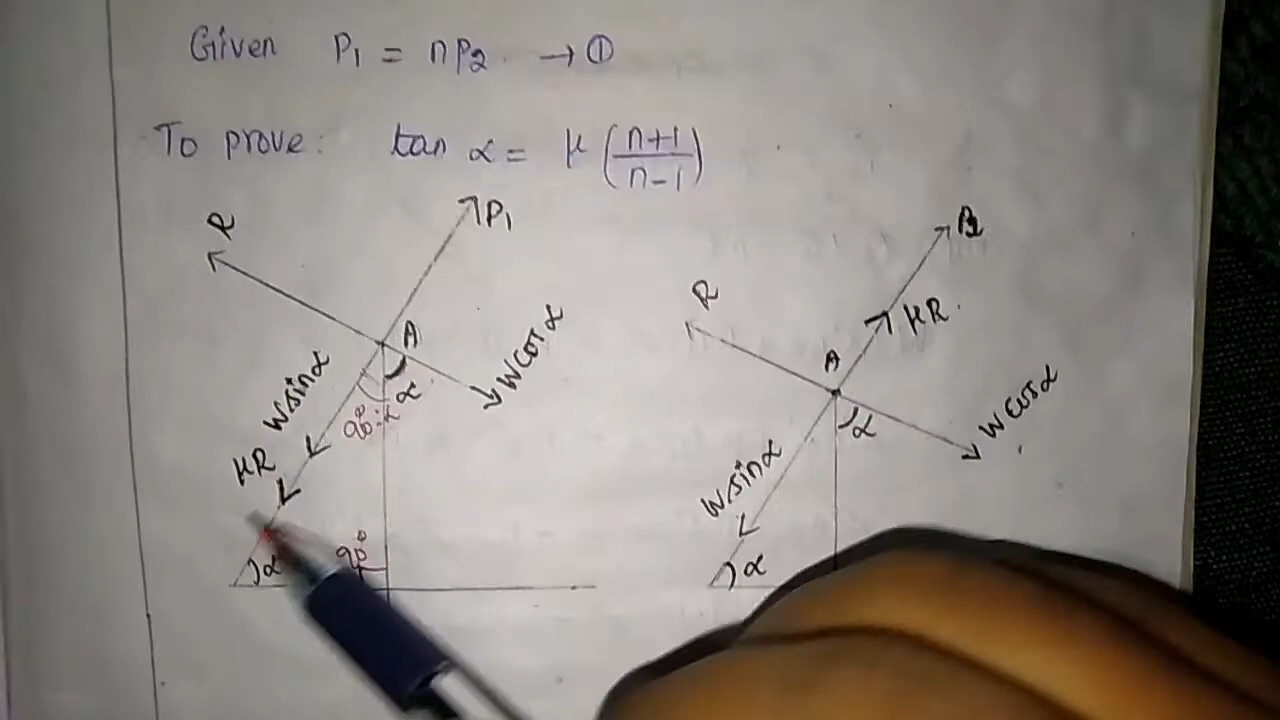 Given P₁ = nP₂ → ①
To prove: tan α = μ (n+1 / n-1)
R
P₁
A
W cos α
W sin α
α
90°-α
μR
90°
α
R
P₂
μR
A
W cos α
α
W sin α
α